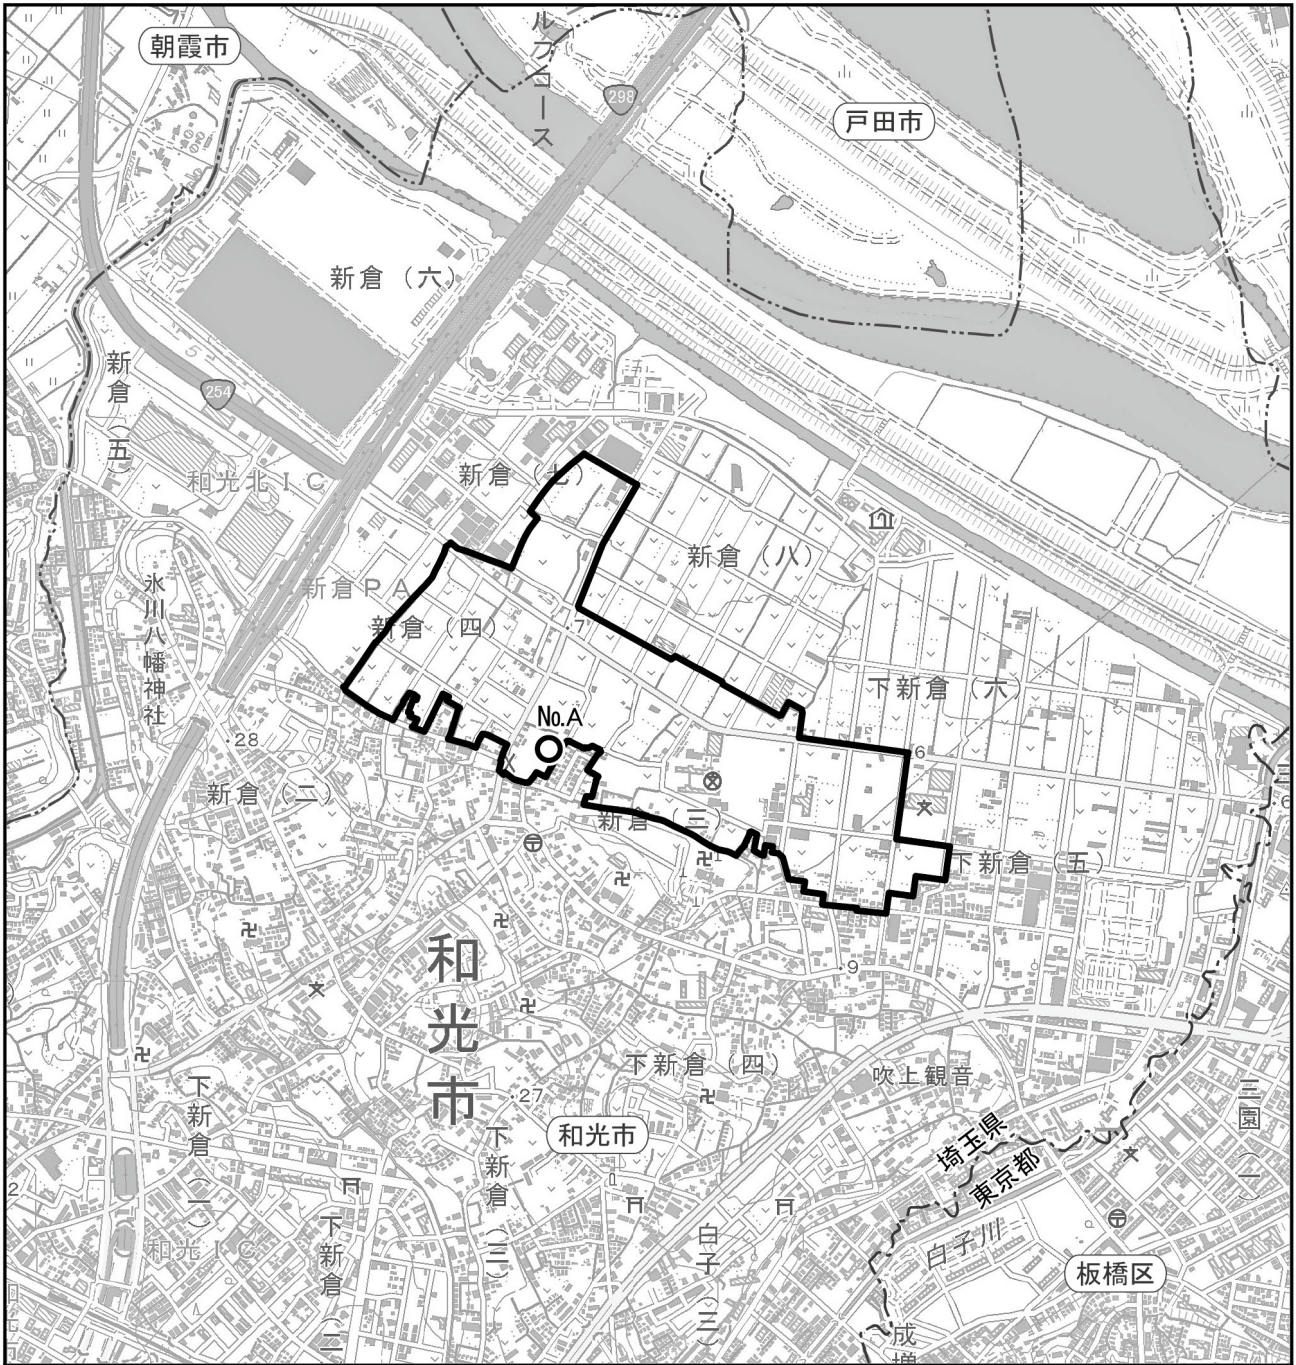 朝霞市
ルフコース
298
戸田市
新倉（六）
新倉（五）
254
和光北ＩＣ
新倉（七）
新倉（八）
新倉ＰＡ
新倉（四）
7
氷川八幡神社
下新倉（六）
No.A
28
6
新倉（二）
新倉（三）
下新倉（五）
和光市
9
下新倉（四）
吹上観音
27
下新倉（一）
和光市
埼玉県
東京都
三園（一）
下新倉（三）
白子川
和光ＩＣ
下新倉（二
白子（三）
板橋区
成増